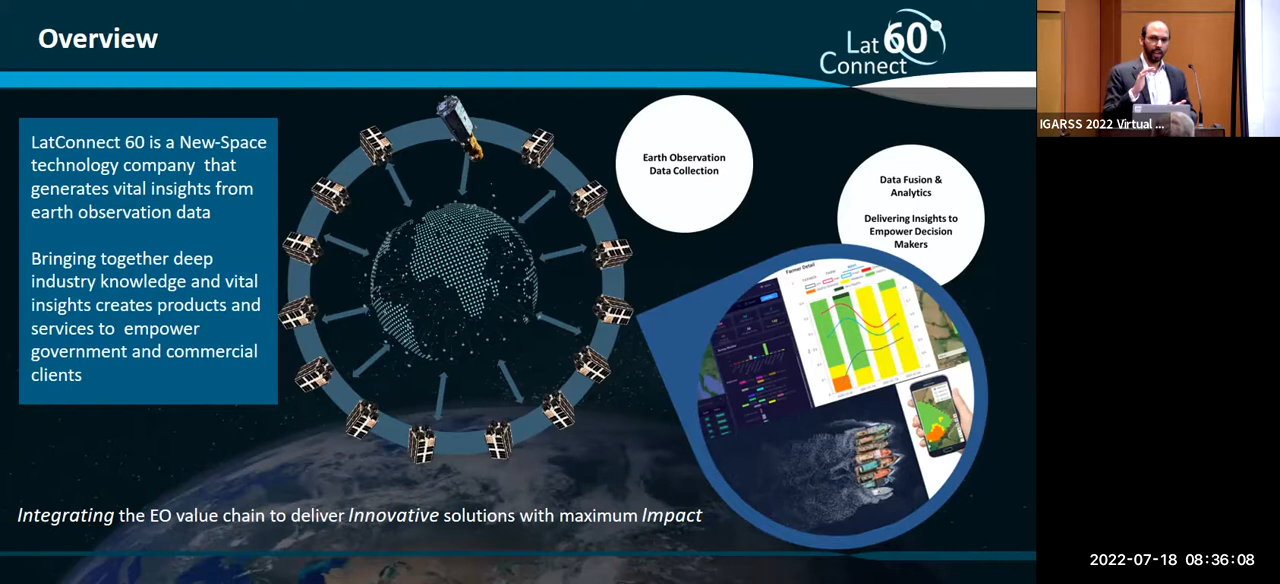 Overview
Lat 60°
Connect
LatConnect 60 is a New-Space
technology company that
generates vital insights from
earth observation data
Bringing together deep
industry knowledge and vital
insights creates products and
services to empower
government and commercial
clients
Earth Observation
Data Collection
Data Fusion &
Analytics
Delivering Insights to
Empower Decision
Makers
Farmer Detail
Integrating the EO value chain to deliver Innovative solutions with maximum Impact
IGARSS 2022 Virtual ...
2022-07-18 08:36:08